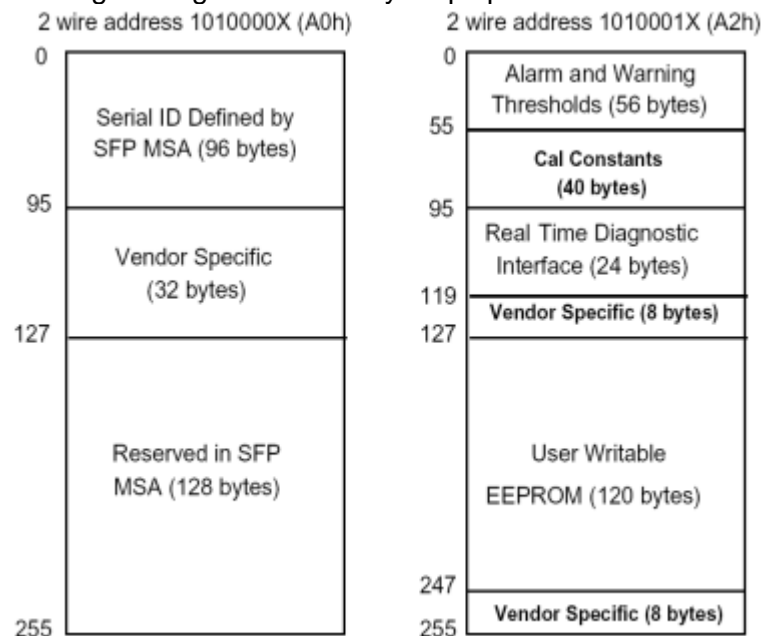 2 wire address 1010000X (A0h)
0
Serial ID Defined by
SFP MSA (96 bytes)
95
Vendor Specific
(32 bytes)
127
Reserved in SFP
MSA (128 bytes)
255
2 wire address 1010001X (A2h)
0
Alarm and Warning
Thresholds (56 bytes)
55
Cal Constants
(40 bytes)
95
Real Time Diagnostic
Interface (24 bytes)
119
Vendor Specific (8 bytes)
127
User Writable
EEPROM (120 bytes)
247
Vendor Specific (8 bytes)
255